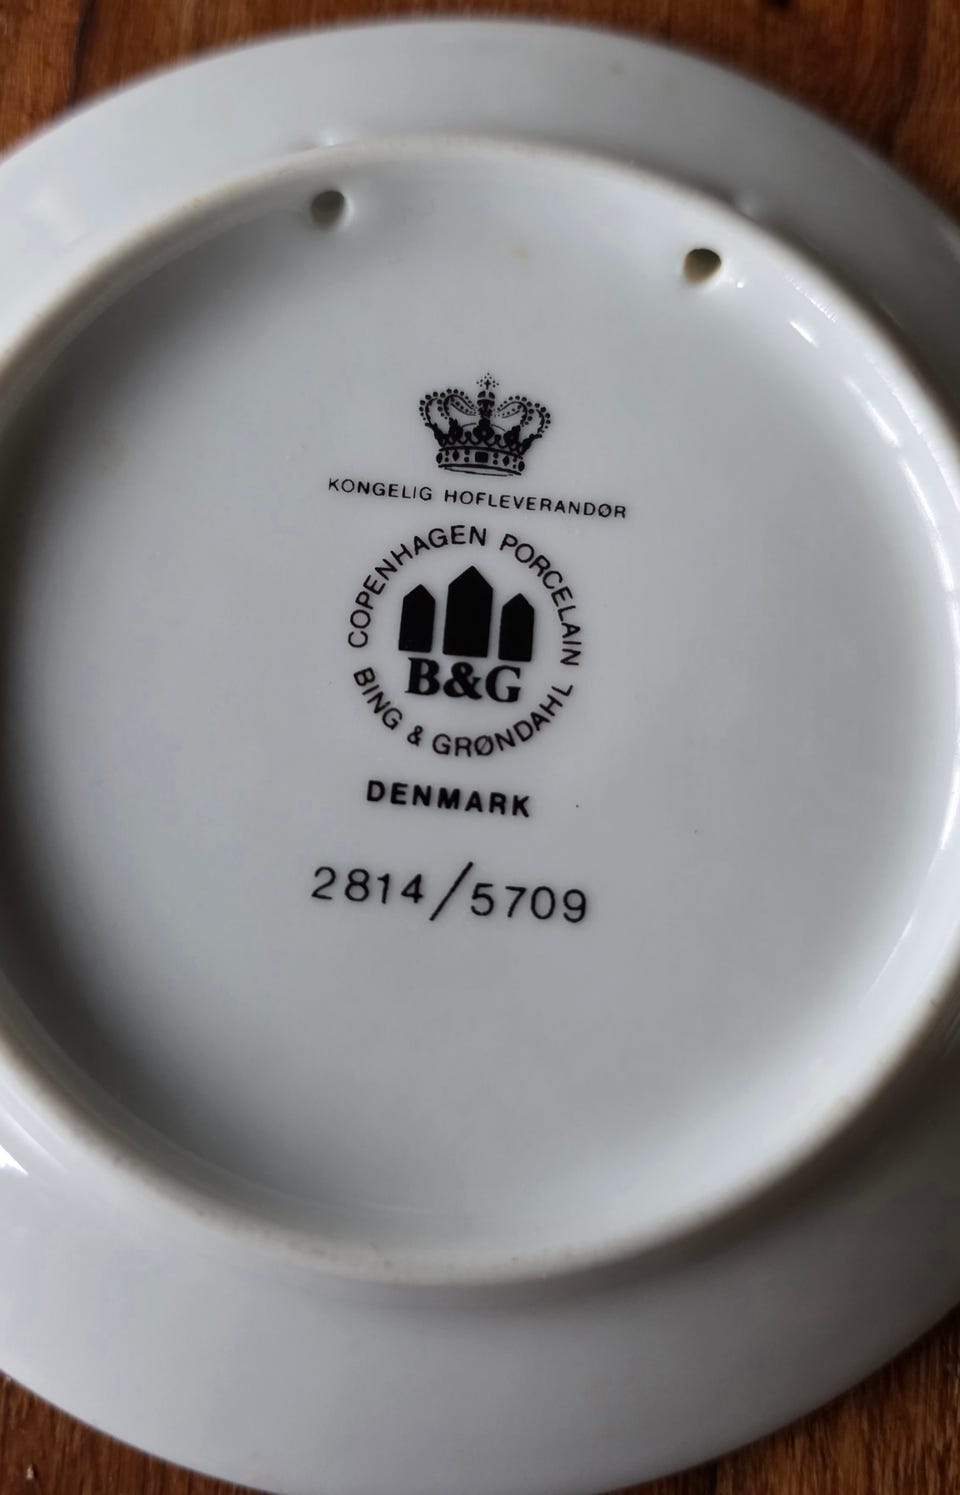 KONGELIG HOFLEVERANDØR
COPENHAGEN PORCELAIN
B&G
BING & GRØNDAHL
DENMARK
2814/5709